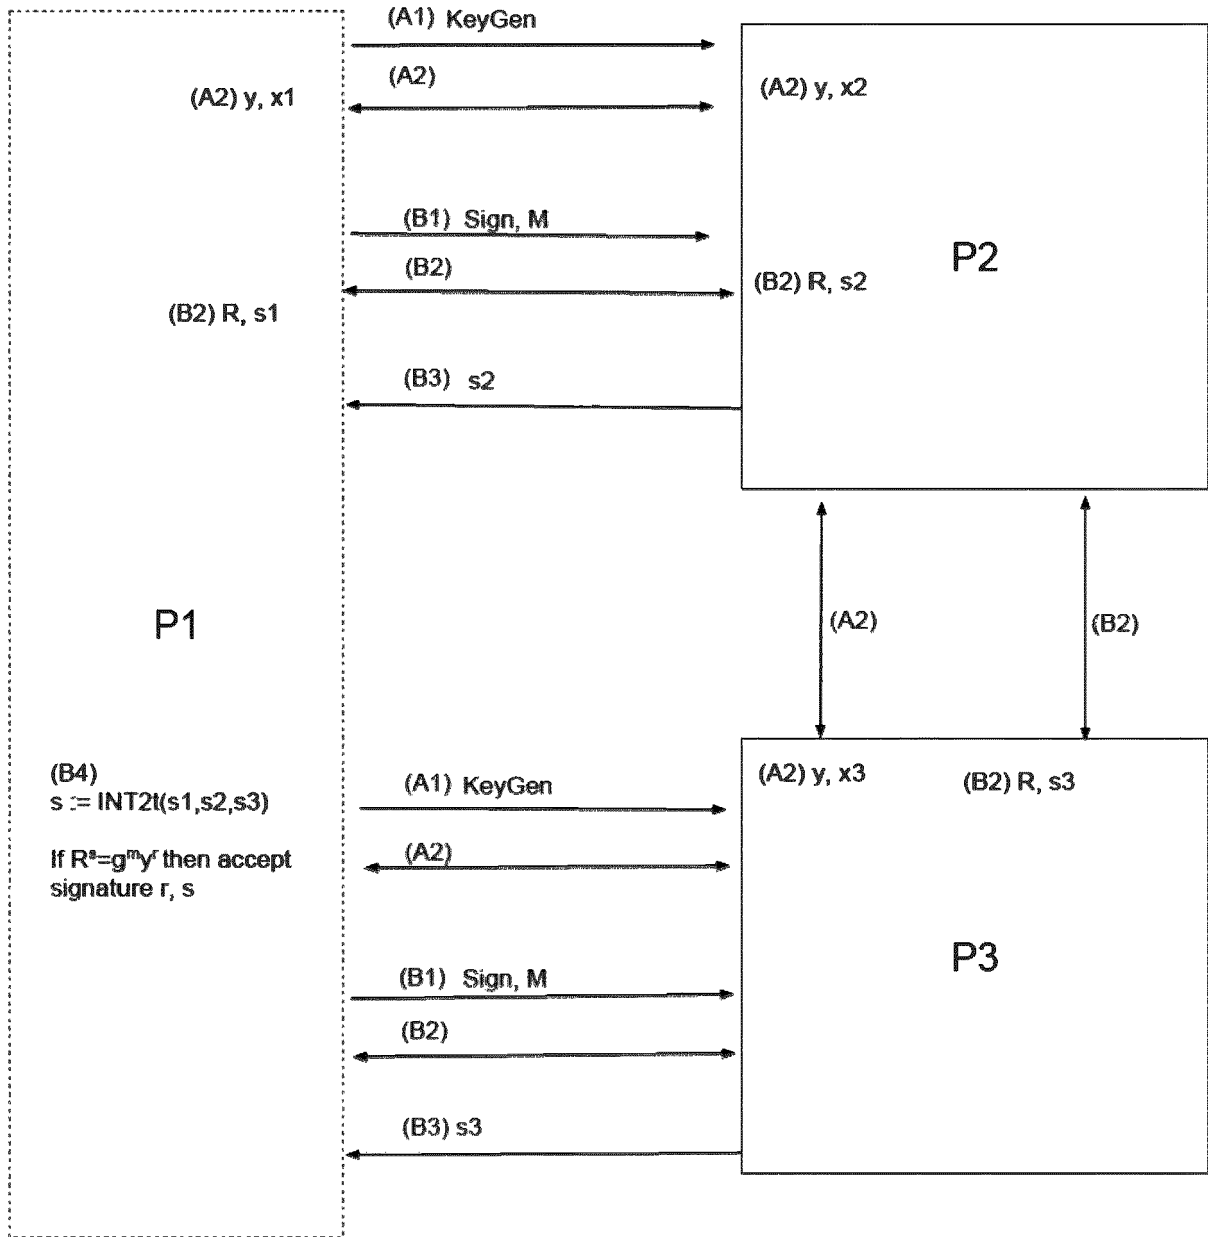 (A1) KeyGen
(A2)
(A2) y, x1
(A2) y, x2
(B1) Sign, M
(B2)
(B2) R, s1
(B2) R, s2
P2
(B3) s2
(A2)
(B2)
P1
(B4)
s := INT2t(s1,s2,s3)
If Rˢ=gᵐyʳ then accept
signature r, s
(A1) KeyGen
(A2)
(A2) y, x3
(B2) R, s3
P3
(B1) Sign, M
(B2)
(B3) s3